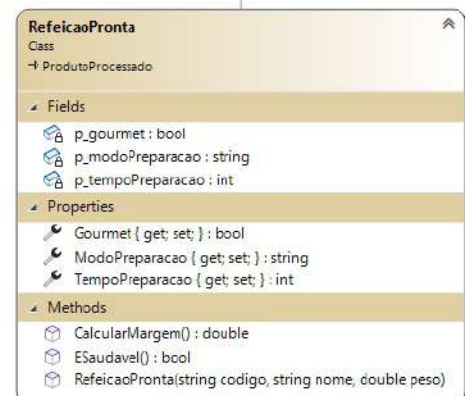 RefeicaoPronta
Class
ProdutoProcessado
Fields
p_gourmet : bool
p_modoPreparacao : string
p_tempoPreparacao : int
Properties
Gourmet { get; set; } : bool
ModoPreparacao { get; set; } : string
TempoPreparacao { get; set; } : int
Methods
CalcularMargem() : double
ESaudavel() : bool
RefeicaoPronta(string codigo, string nome, double peso)